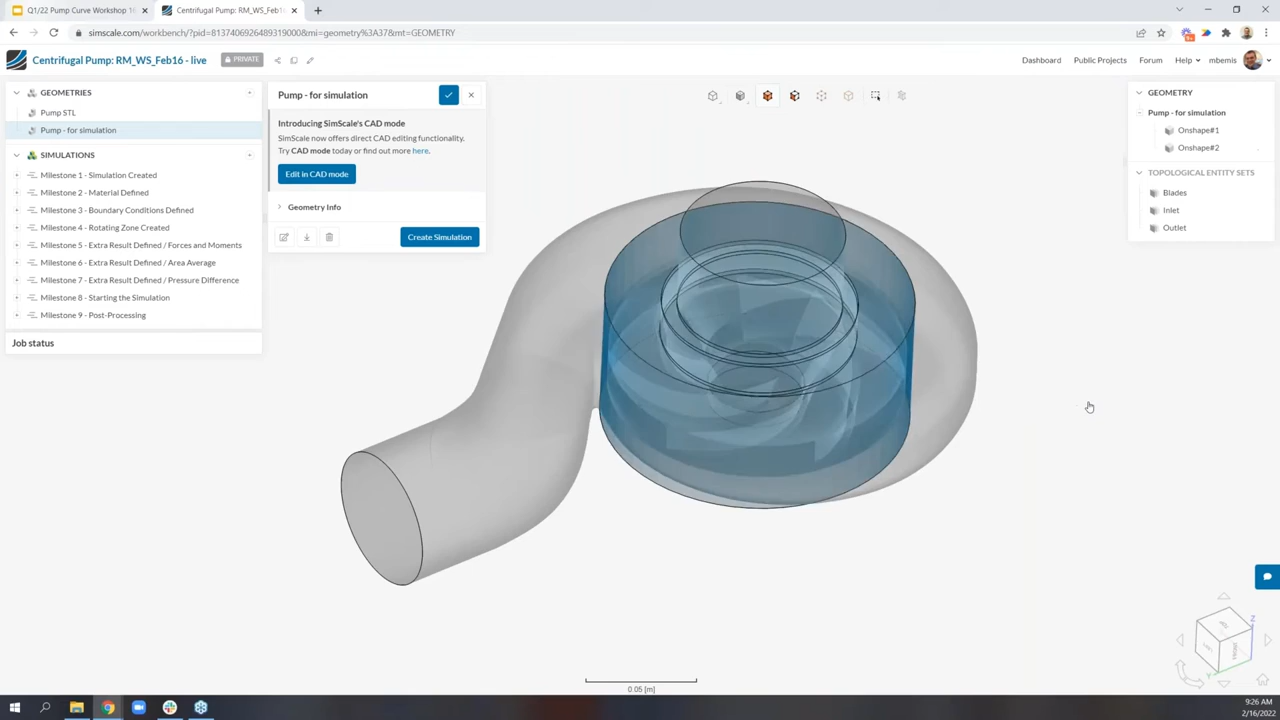 Q1/22 Pump Curve Workshop 16
Centrifugal Pump: RM_WS_Feb16
simscale.com/workbench/?pid=813740692648931900​0&mi=geometry%3A37&mt=GEOMETRY
Centrifugal Pump: RM_WS_Feb16 - live
PRIVATE
Dashboard
Public Projects
Forum
Help
mbemis
GEOMETRIES
Pump STL
Pump - for simulation
SIMULATIONS
Milestone 1 - Simulation Created
Milestone 2 - Material Defined
Milestone 3 - Boundary Conditions Defined
Milestone 4 - Rotating Zone Created
Milestone 5 - Extra Result Defined / Forces and Moments
Milestone 6 - Extra Result Defined / Area Average
Milestone 7 - Extra Result Defined / Pressure Difference
Milestone 8 - Starting the Simulation
Milestone 9 - Post-Processing
Job status
Pump - for simulation
Introducing SimScale's CAD mode
SimScale now offers direct CAD editing functionality.
Try CAD mode today or find out more here.
Edit in CAD mode
Geometry Info
Create Simulation
GEOMETRY
Pump - for simulation
Onshape#1
Onshape#2
TOPOLOGICAL ENTITY SETS
Blades
Inlet
Outlet
Z
Y
FRONT
0.05 [m]
9:26 AM
2/16/2022